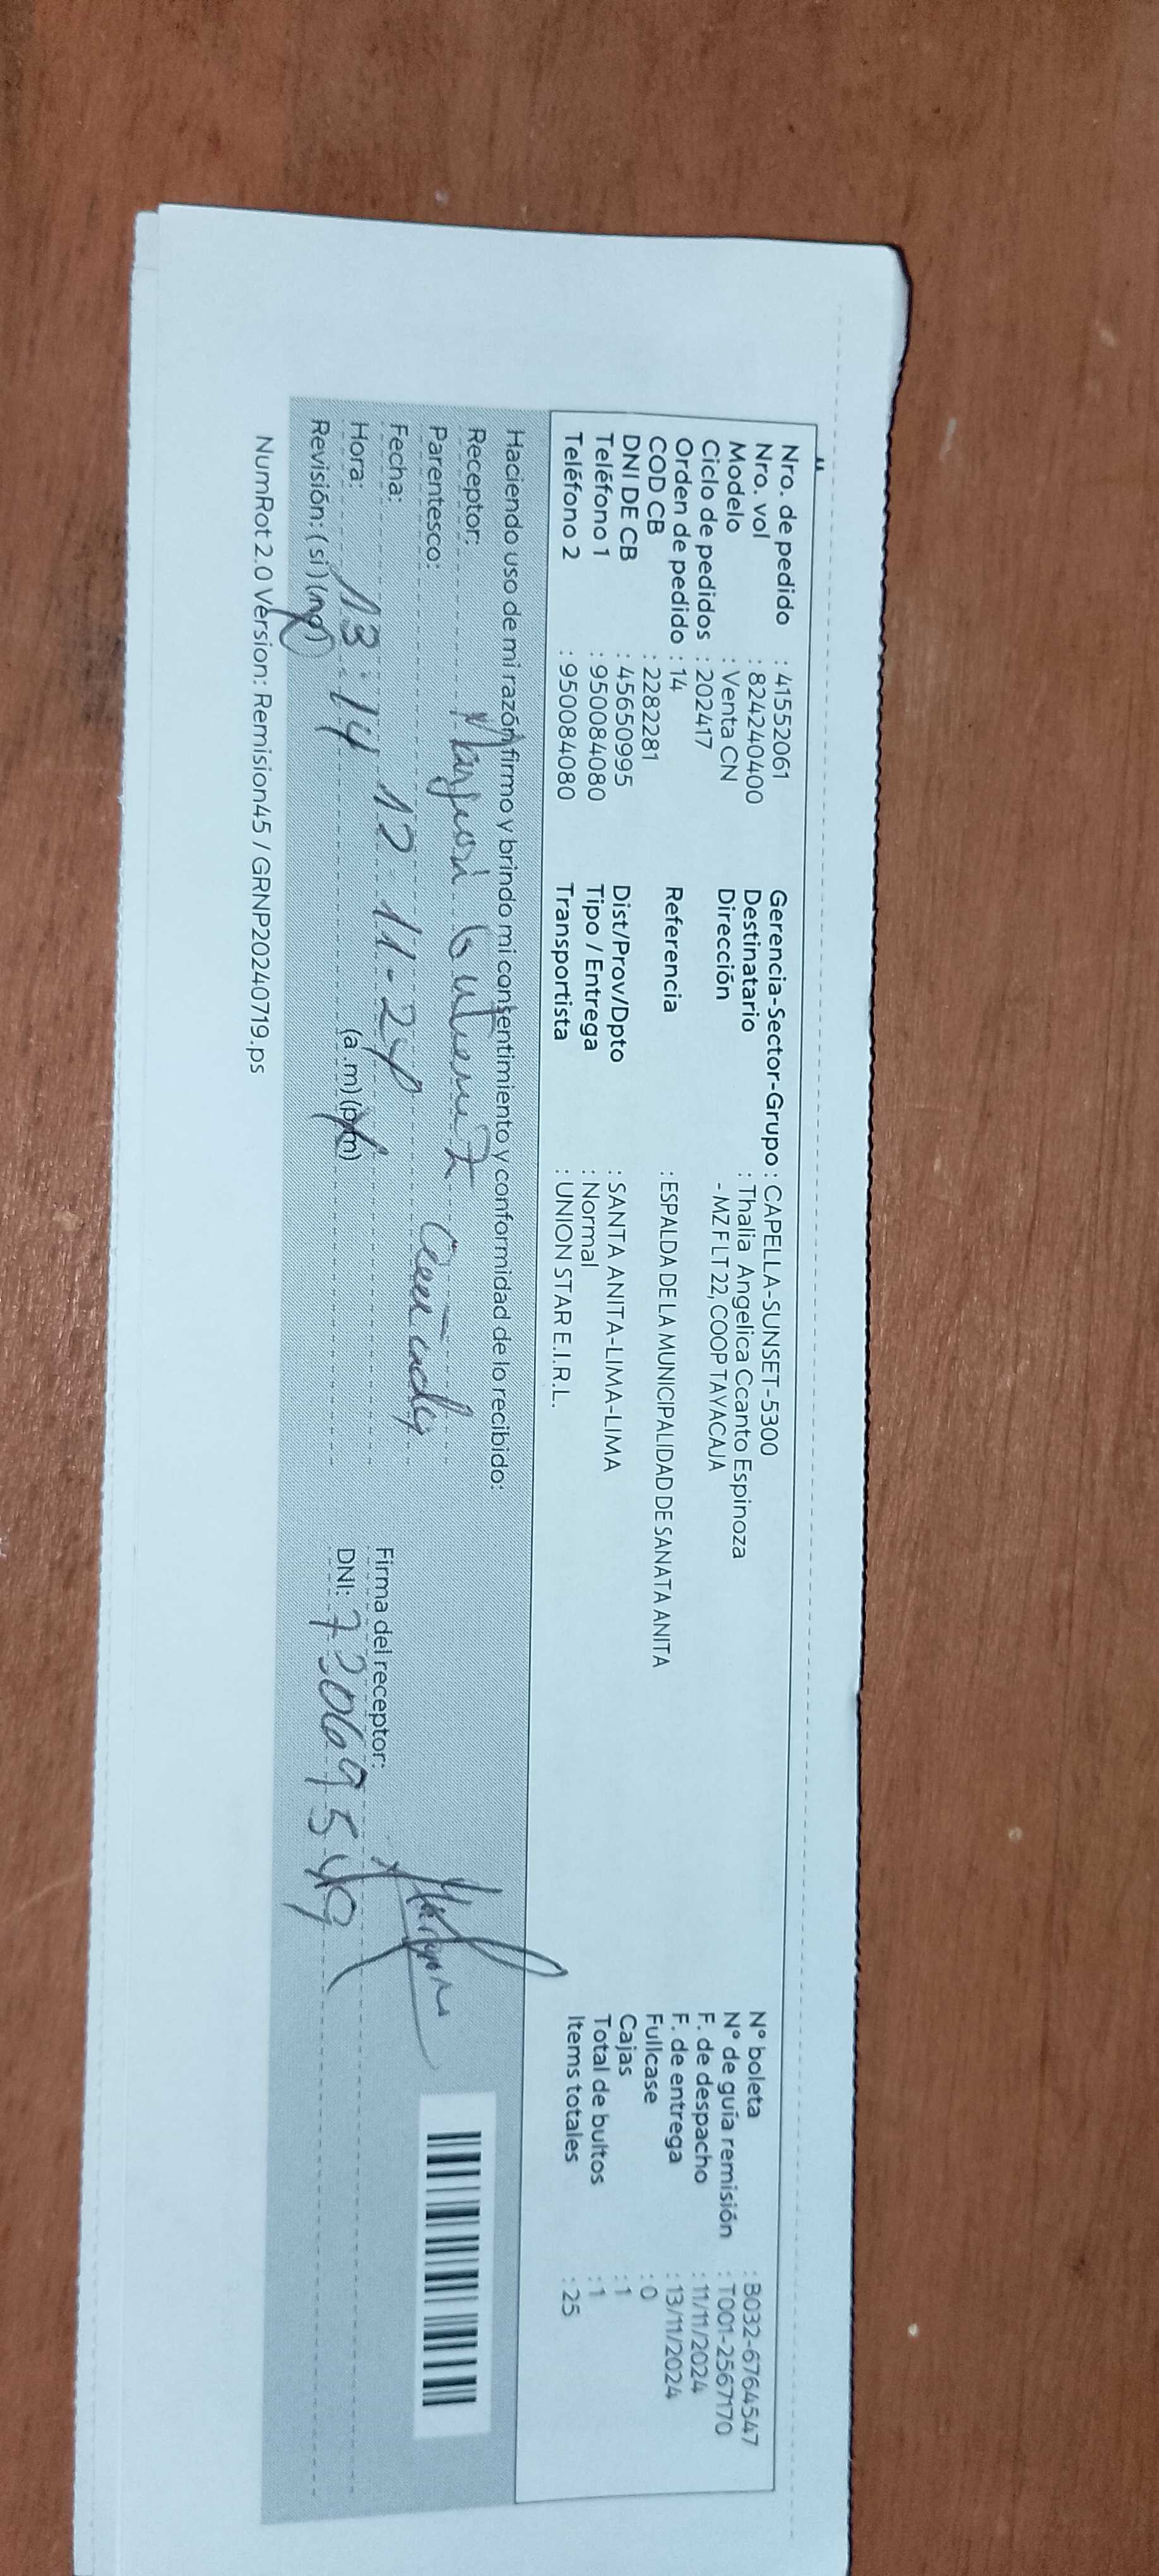 Nro. de pedido : 41552061
Nro. vol : 824240400
Modelo : Venta CN
Ciclo de pedidos : 202417
Orden de pedido : 14
COD CB : 2282281
DNI DE CB : 45650995
Teléfono 1 : 950084080
Teléfono 2 : 950084080
Gerencia-Sector-Grupo : CAPELLA-SUNSET-5300
Destinatario : Thalia Angelica Ccanto Espinoza
Dirección - MZ F LT 22, COOP TAYACAJA
Referencia : ESPALDA DE LA MUNICIPALIDAD DE SANATA ANITA
Dist/Prov/Dpto : SANTA ANITA-LIMA-LIMA
Tipo / Entrega : Normal
Transportista : UNION STAR E.I.R.L.
N° boleta : B032-6764547
N° de guía remisión : T001-2567170
F. de despacho : 11/11/2024
F. de entrega : 13/11/2024
Fullcase : 0
Cajas : 1
Total de bultos : 1
Items totales : 25
Haciendo uso de mi razón firmo y brindo mi consentimiento y conformidad de lo recibido:
Receptor:
Parentesco:
Fecha: 12-11-24
Hora: 13 14 (a.m) (p.m)
Revisión: (si) (no)
Firma del receptor:
DNI: 73069549
NumRot 2.0 Version: Remision45 / GRNP20240719.ps